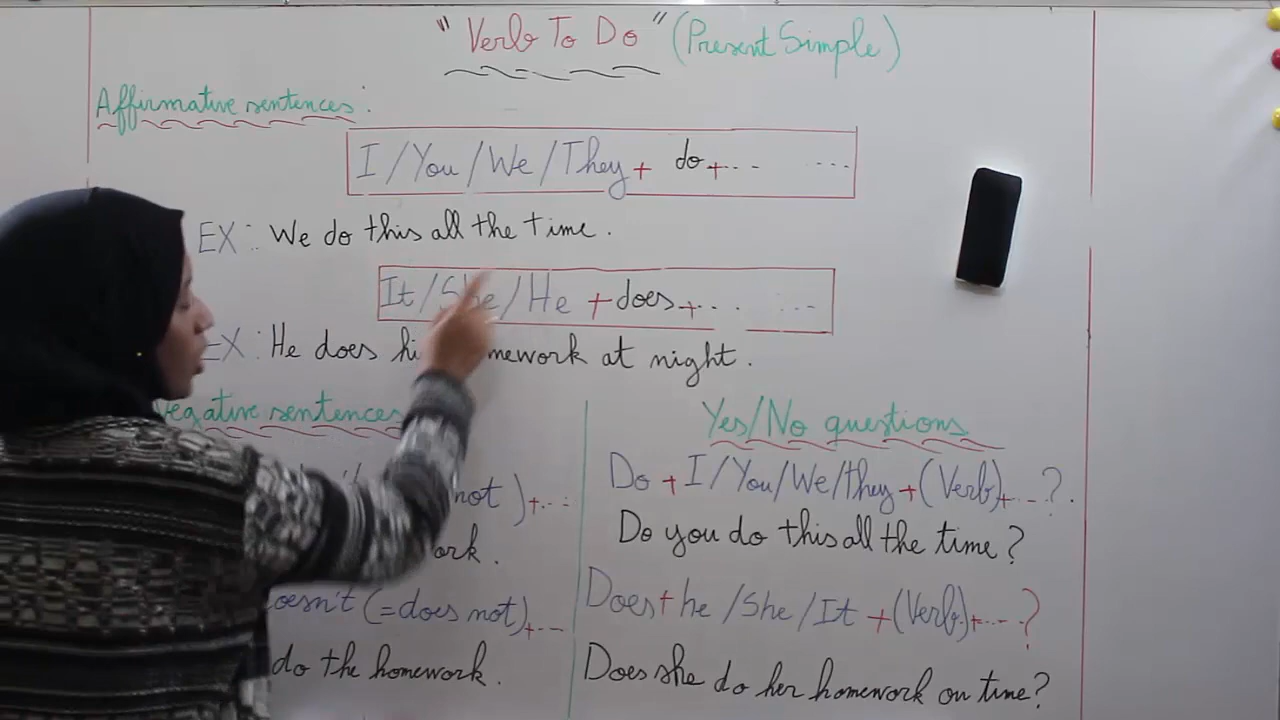 "Verb To Do" (Present Simple)
Affirmative sentences:
I/You/We/They + do+... ....
EX: We do this all the time.
It/She/He + does+... ...
EX: He does homework at night.
Negative sentences
not)+...
doesn't (=does not)+...
do the homework.
Yes/No questions
Do + I/You/We/they + (Verb)+...?.
Do you do this all the time?
Does + he/She/It + (Verb)+...?
Does she do her homework on time?